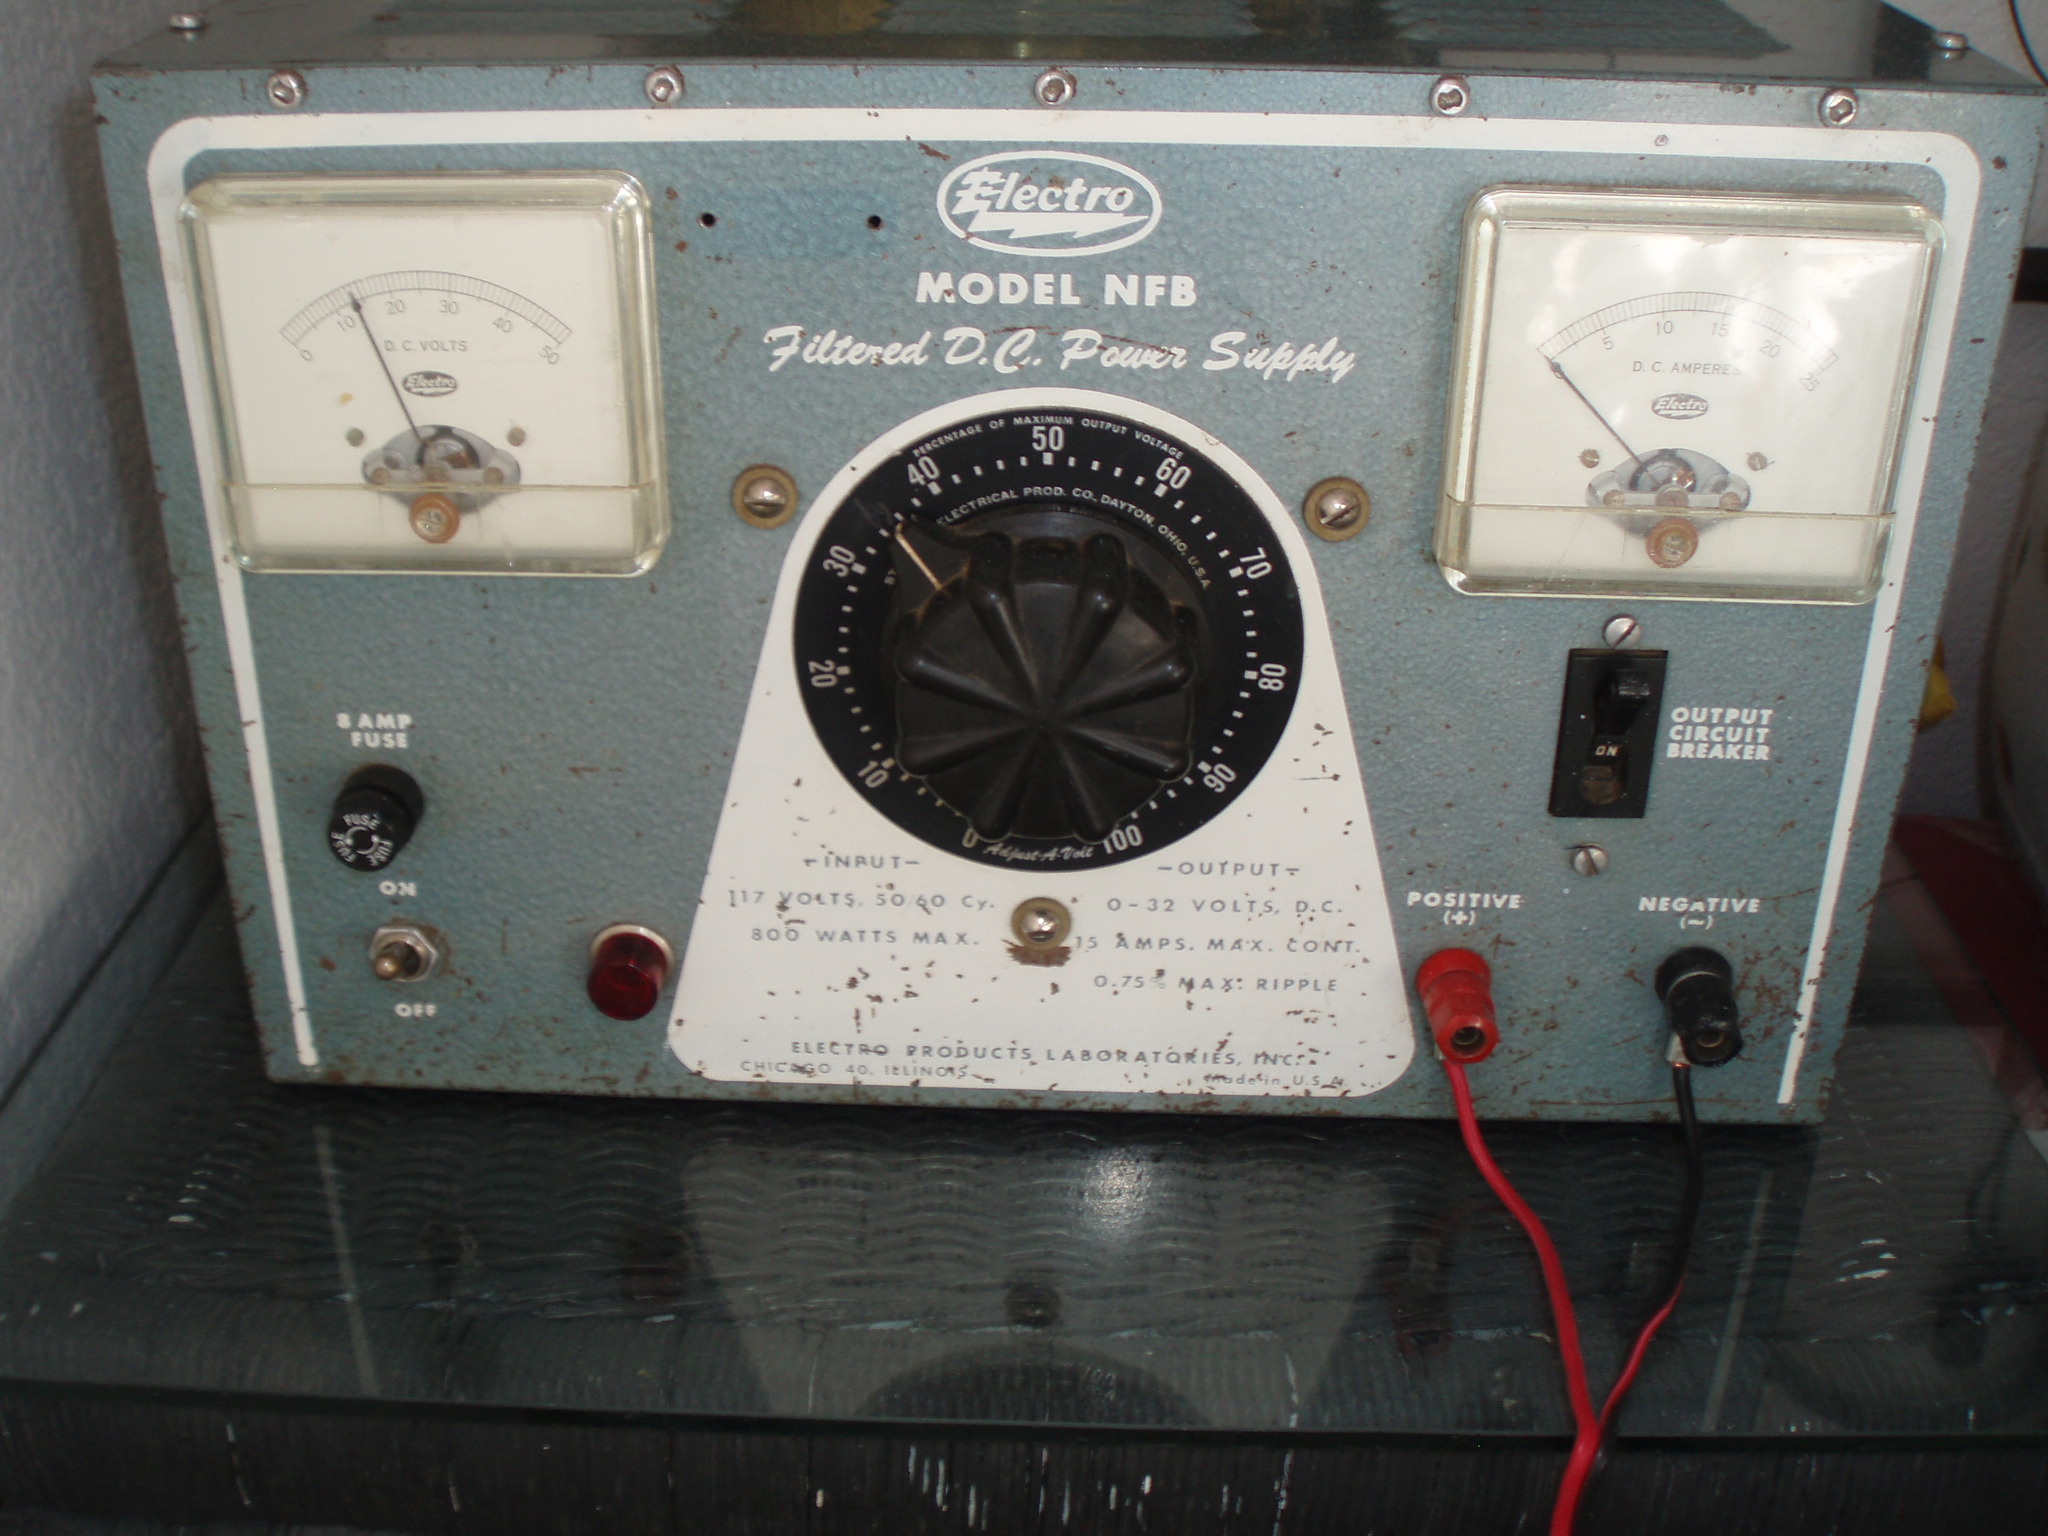 Electro
MODEL NFB
Filtered D.C. Power Supply
0 10 20 30 40 50
D.C. VOLTS
Electro
5 10 15 20 25
D.C. AMPERES
Electro
PERCENTAGE OF MAXIMUM OUTPUT VOLTAGE
0 10 20 30 40 50 60 70 80 90 100
ELECTRICAL PROD. CO., DAYTON, OHIO, U.S.A.
Adjust-A-Volt
8 AMP
FUSE
FUSE FUSE FUSE
ON
OFF
ON
OUTPUT
CIRCUIT
BREAKER
-INPUT-
117 VOLTS, 50/60 Cy.
800 WATTS MAX.
-OUTPUT-
0-32 VOLTS, D.C.
15 AMPS. MAX. CONT.
0.75% MAX. RIPPLE
ELECTRO PRODUCTS LABORATORIES, INC.
CHICAGO 40, ILLINOIS
Made in U.S.A.
POSITIVE
(+)
NEGATIVE
(-)